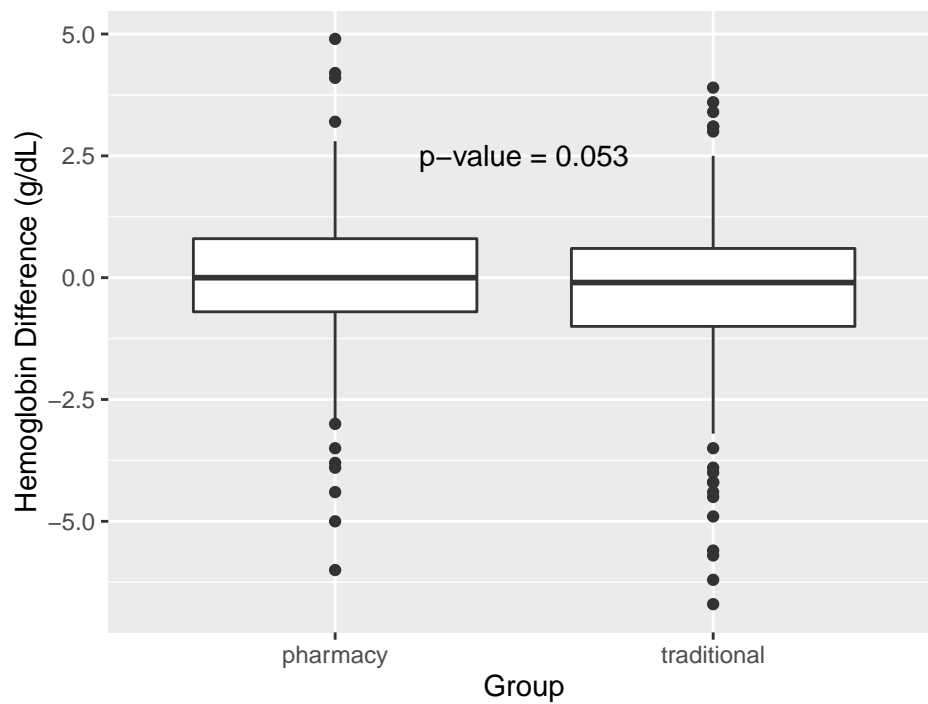 5.0
p−value = 0.053
2.5
0.0
−2.5
−5.0
Hemoglobin Difference (g/dL)
pharmacy
traditional
Group